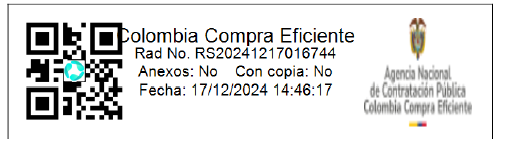 Colombia Compra Eficiente
Rad No. RS20241217016744
Anexos: No Con copia: No
Fecha: 17/12/2024 14:46:17
Agencia Nacional
de Contratación Pública
Colombia Compra Eficiente